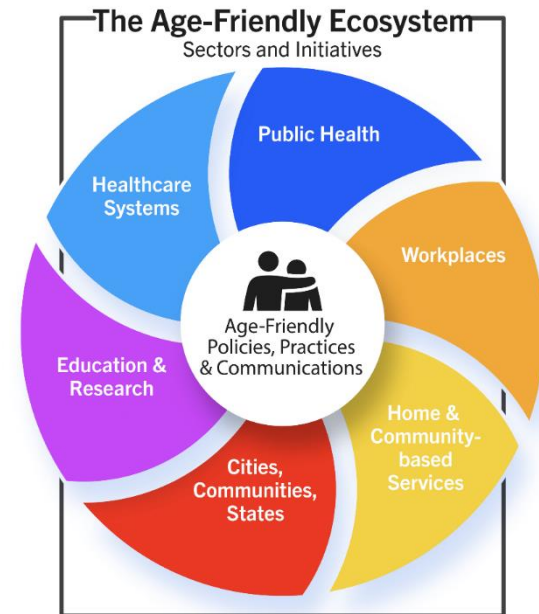 The Age-Friendly Ecosystem
Sectors and Initiatives
Public Health
Healthcare
Systems
Workplaces
Age-Friendly
Policies, Practices
& Communications
Education &
Research
Home &
Community-
based
Services
Cities,
Communities,
States